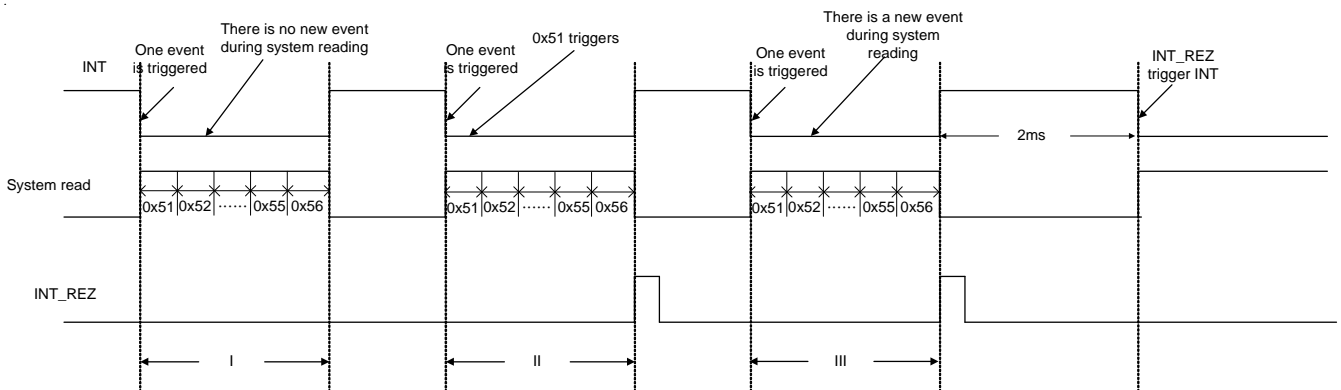 There is no new event
during system reading
One event
is triggered
INT
One event
is triggered
0x51 triggers
There is a new event
during system
reading
One event
is triggered
INT_REZ
trigger INT
2ms
System read
0x51 0x52 ...... 0x55 0x56
0x51 0x52 ...... 0x55 0x56
0x51 0x52 ...... 0x55 0x56
INT_REZ
I
II
III